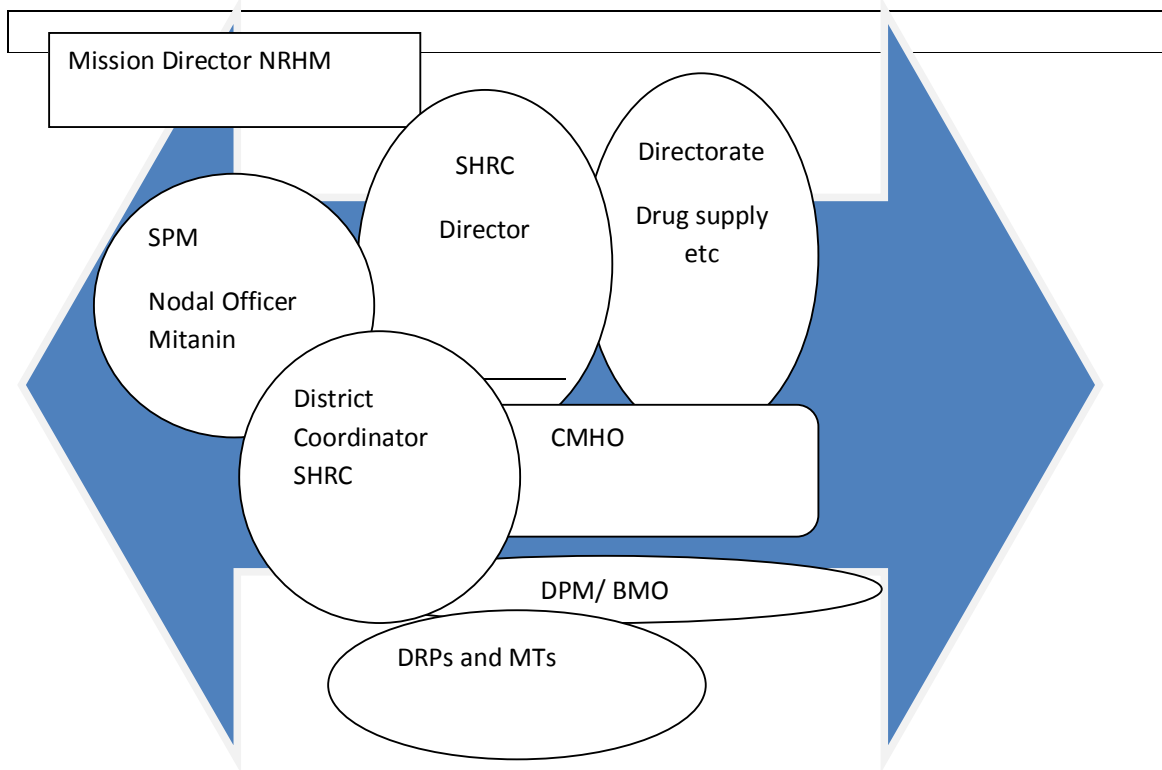 Mission Director NRHM
SHRC
Director
Directorate
Drug supply
etc
SPM
Nodal Officer
Mitanin
District
Coordinator
SHRC
CMHO
DPM/ BMO
DRPs and MTs